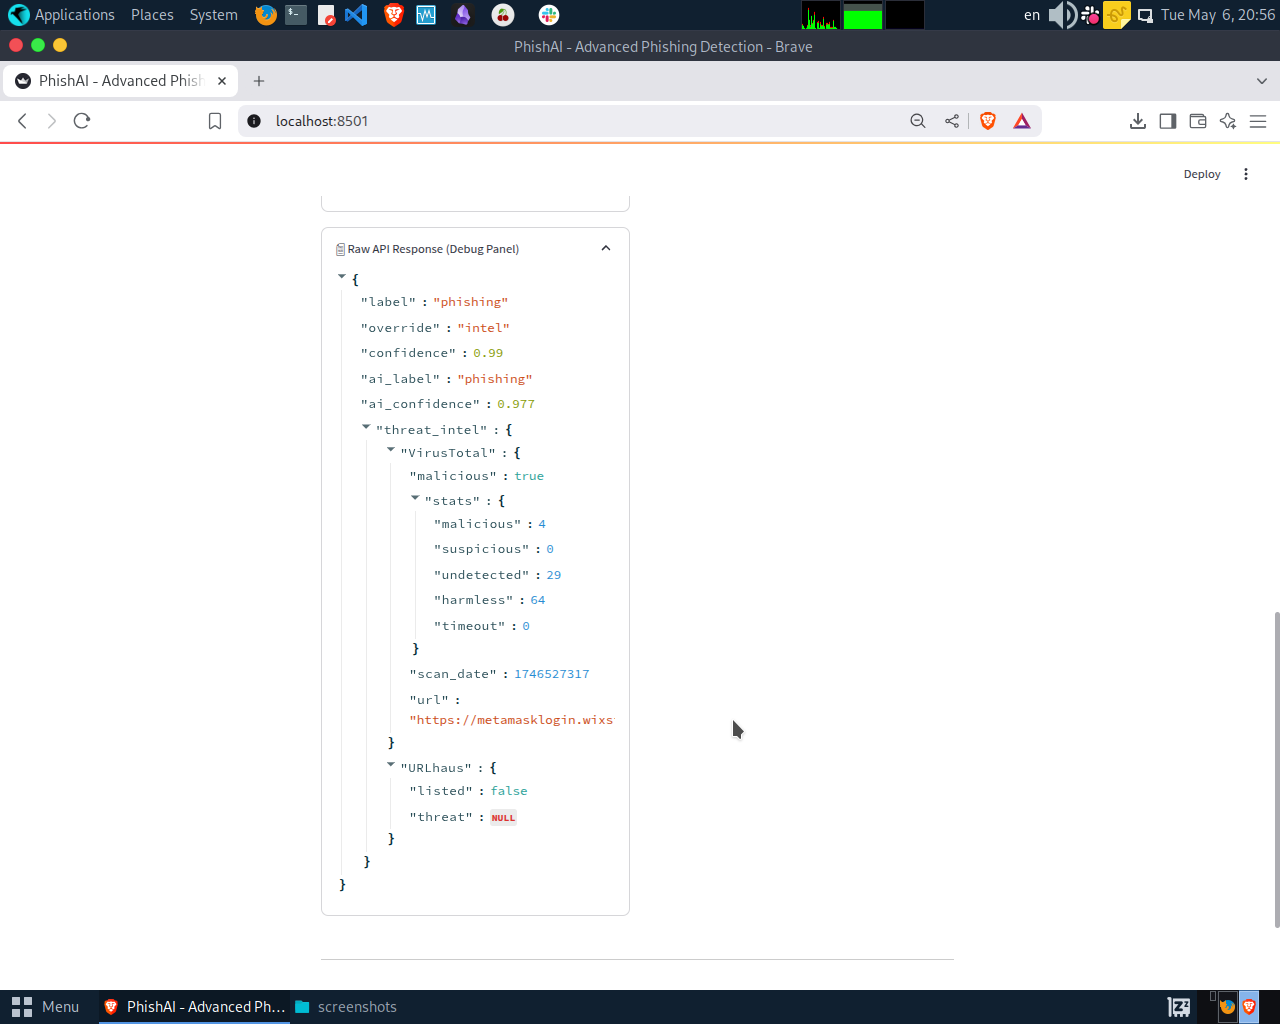 Applications Places System en Tue May 6, 20:56
PhishAI - Advanced Phishing Detection - Brave
PhishAI - Advanced Phish
localhost:8501
Deploy
Raw API Response (Debug Panel)
{
"label" : "phishing"
"override" : "intel"
"confidence" : 0.99
"ai_label" : "phishing"
"ai_confidence" : 0.977
"threat_intel" : {
"VirusTotal" : {
"malicious" : true
"stats" : {
"malicious" : 4
"suspicious" : 0
"undetected" : 29
"harmless" : 64
"timeout" : 0
}
"scan_date" : 1746527317
"url" :
"https://metamasklogin.wixs
}
"URLhaus" : {
"listed" : false
"threat" : NULL
}
}
}
Menu PhishAI - Advanced Ph... screenshots